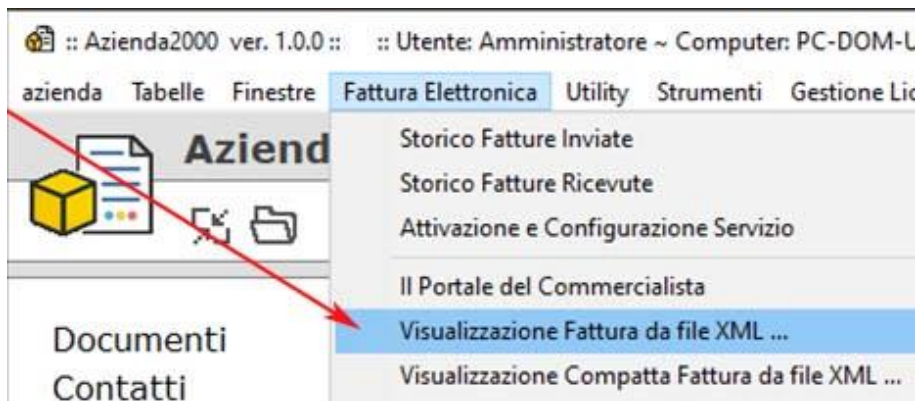 :: Azienda2000 ver. 1.0.0 :: :: Utente: Amministratore ~ Computer: PC-DOM-
azienda Tabelle Finestre Fattura Elettronica Utility Strumenti Gestione
Aziend
Storico Fatture Inviate
Storico Fatture Ricevute
Attivazione e Configurazione Servizio
Il Portale del Commercialista
Visualizzazione Fattura da file XML ...
Visualizzazione Compatta Fattura da file XML ...
Documenti
Contatti